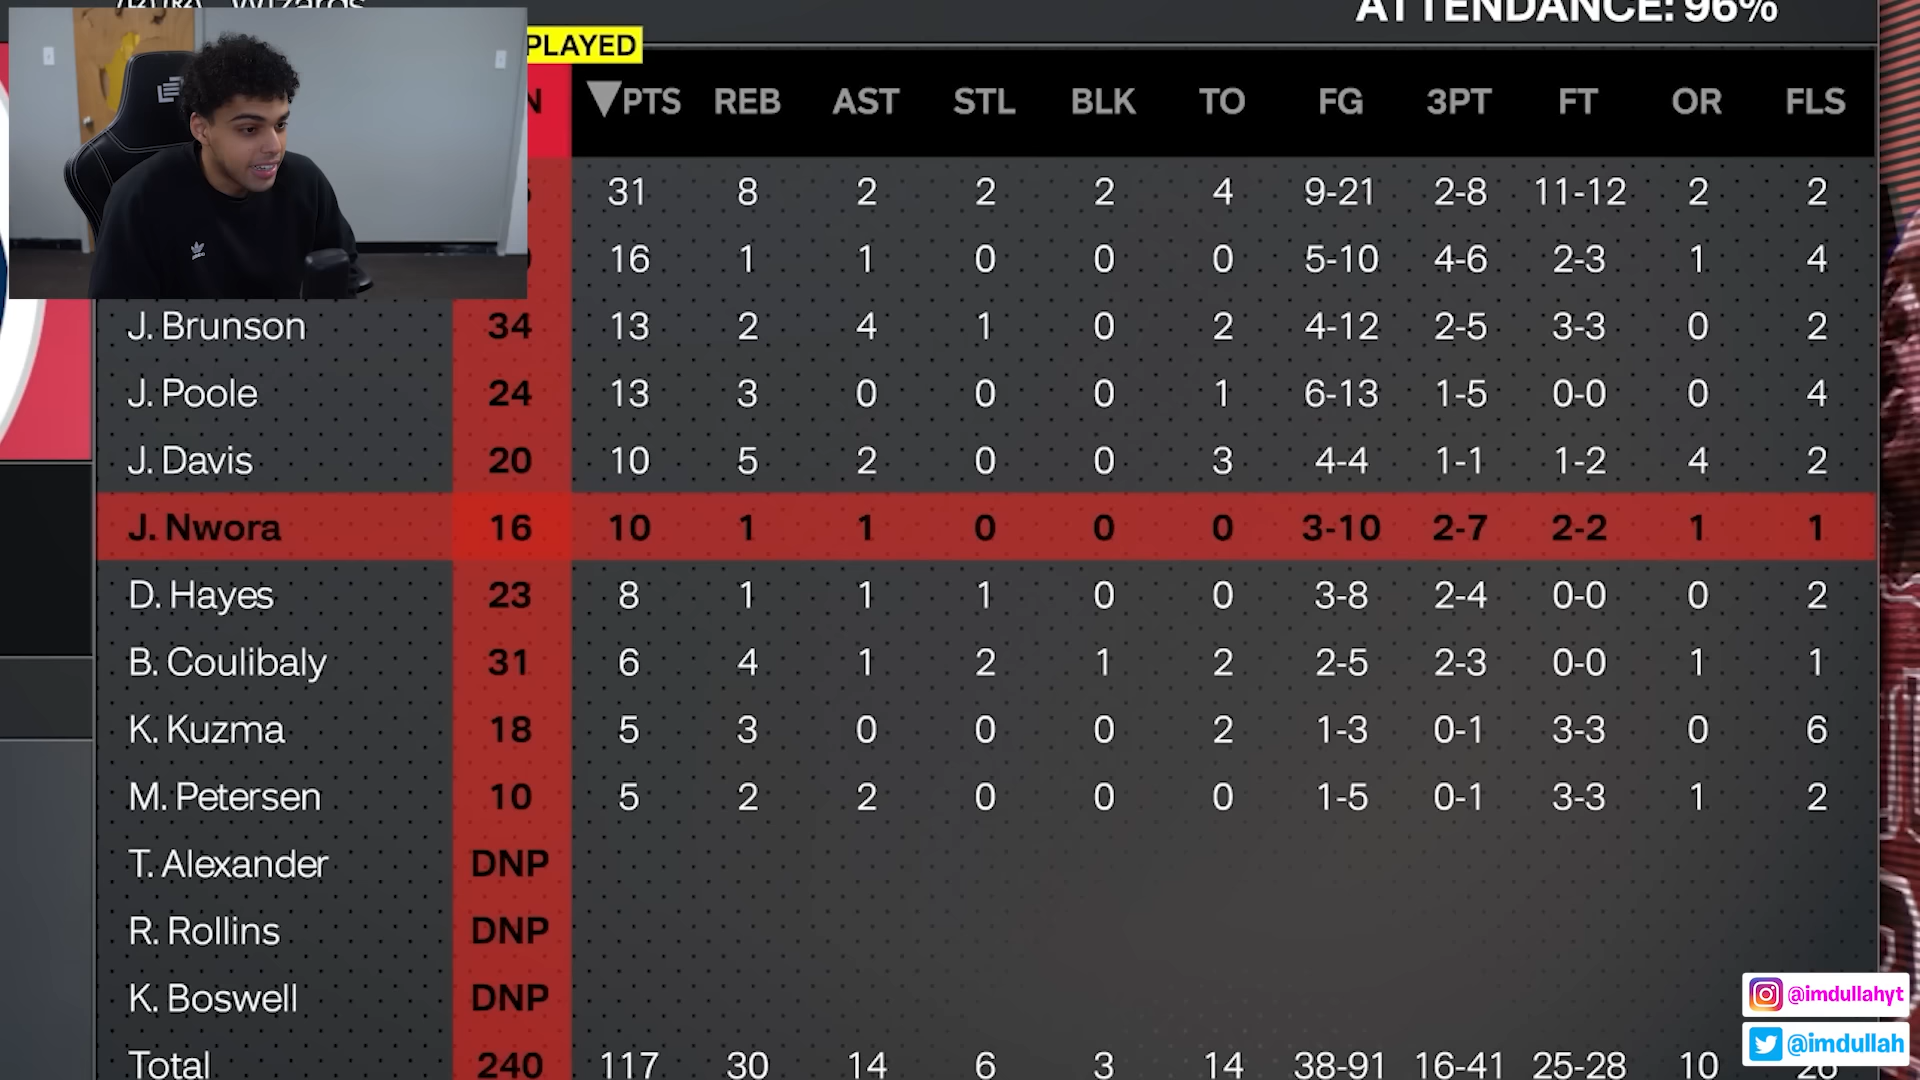 Wizards
ATTENDANCE: 96%
PLAYED
N ▼PTS REB AST STL BLK TO FG 3PT FT OR FLS
31 8 2 2 2 4 9-21 2-8 11-12 2 2
16 1 1 0 0 0 5-10 4-6 2-3 1 4
J. Brunson 34 13 2 4 1 0 2 4-12 2-5 3-3 0 2
J. Poole 24 13 3 0 0 0 1 6-13 1-5 0-0 0 4
J. Davis 20 10 5 2 0 0 3 4-4 1-1 1-2 4 2
J. Nwora 16 10 1 1 0 0 0 3-10 2-7 2-2 1 1
D. Hayes 23 8 1 1 1 0 0 3-8 2-4 0-0 0 2
B. Coulibaly 31 6 4 1 2 1 2 2-5 2-3 0-0 1 1
K. Kuzma 18 5 3 0 0 0 2 1-3 0-1 3-3 0 6
M. Petersen 10 5 2 2 0 0 0 1-5 0-1 3-3 1 2
T. Alexander DNP
R. Rollins DNP
K. Boswell DNP
Total 240 117 30 14 6 3 14 38-91 16-41 25-28 10 26
@imdullahyt
@imdullah